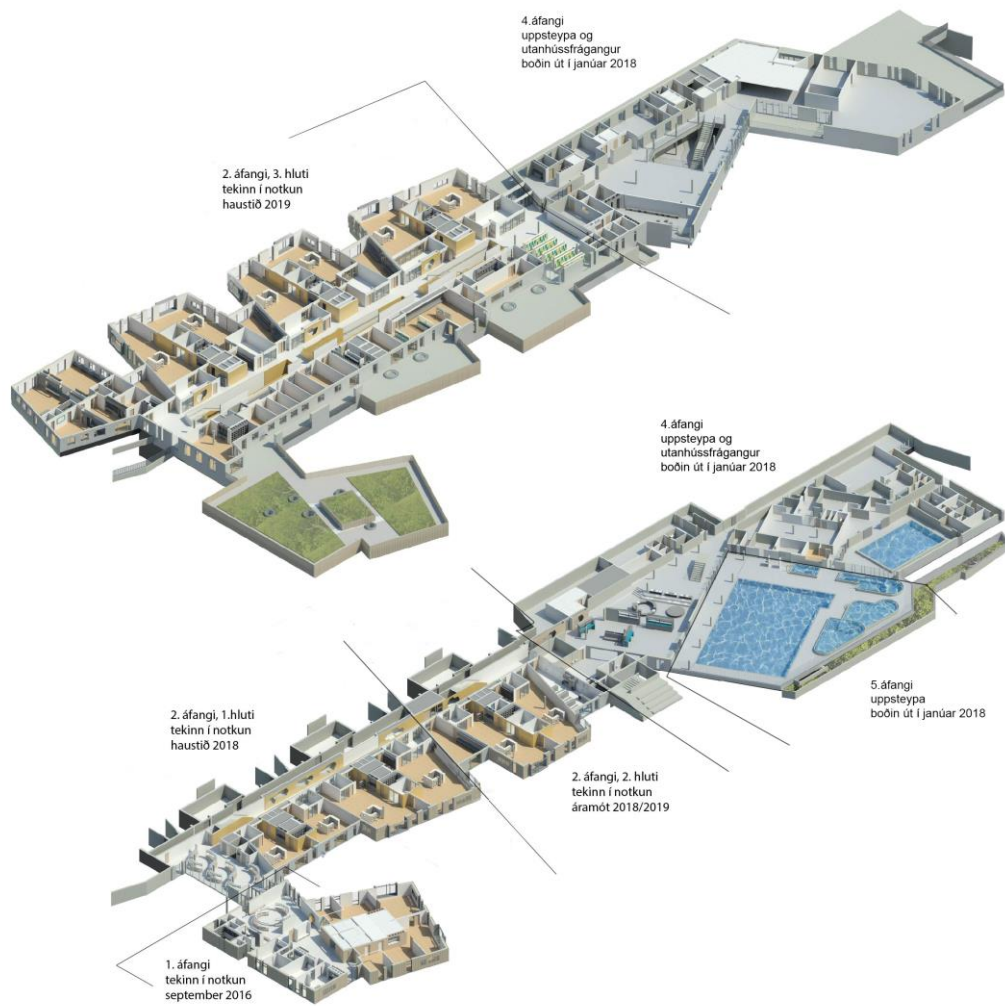 4.áfangi
uppsteypa og
utanhússfrágangur
boðin út í janúar 2018
2. áfangi, 3. hluti
tekinn í notkun
haustið 2019
4.áfangi
uppsteypa og
utanhússfrágangur
boðin út í janúar 2018
5.áfangi
uppsteypa
boðin út í janúar 2018
2. áfangi, 1.hluti
tekinn í notkun
haustið 2018
2. áfangi, 2. hluti
tekinn í notkun
áramót 2018/2019
1. áfangi
tekinn í notkun
september 2016